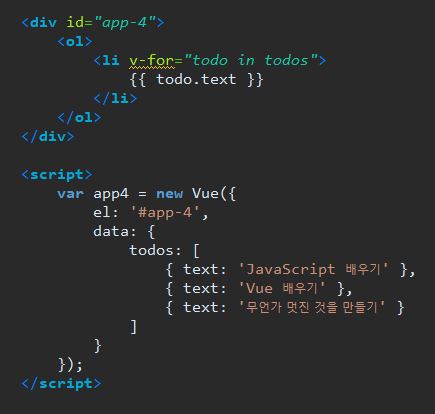 <div id="app-4">
    <ol>
        <li v-for="todo in todos">
            {{ todo.text }}
        </li>
    </ol>
</div>

<script>
    var app4 = new Vue({
        el: '#app-4',
        data: {
            todos: [
                { text: 'JavaScript 배우기' },
                { text: 'Vue 배우기' },
                { text: '무언가 멋진 것을 만들기' }
            ]
        }
    });
</script>